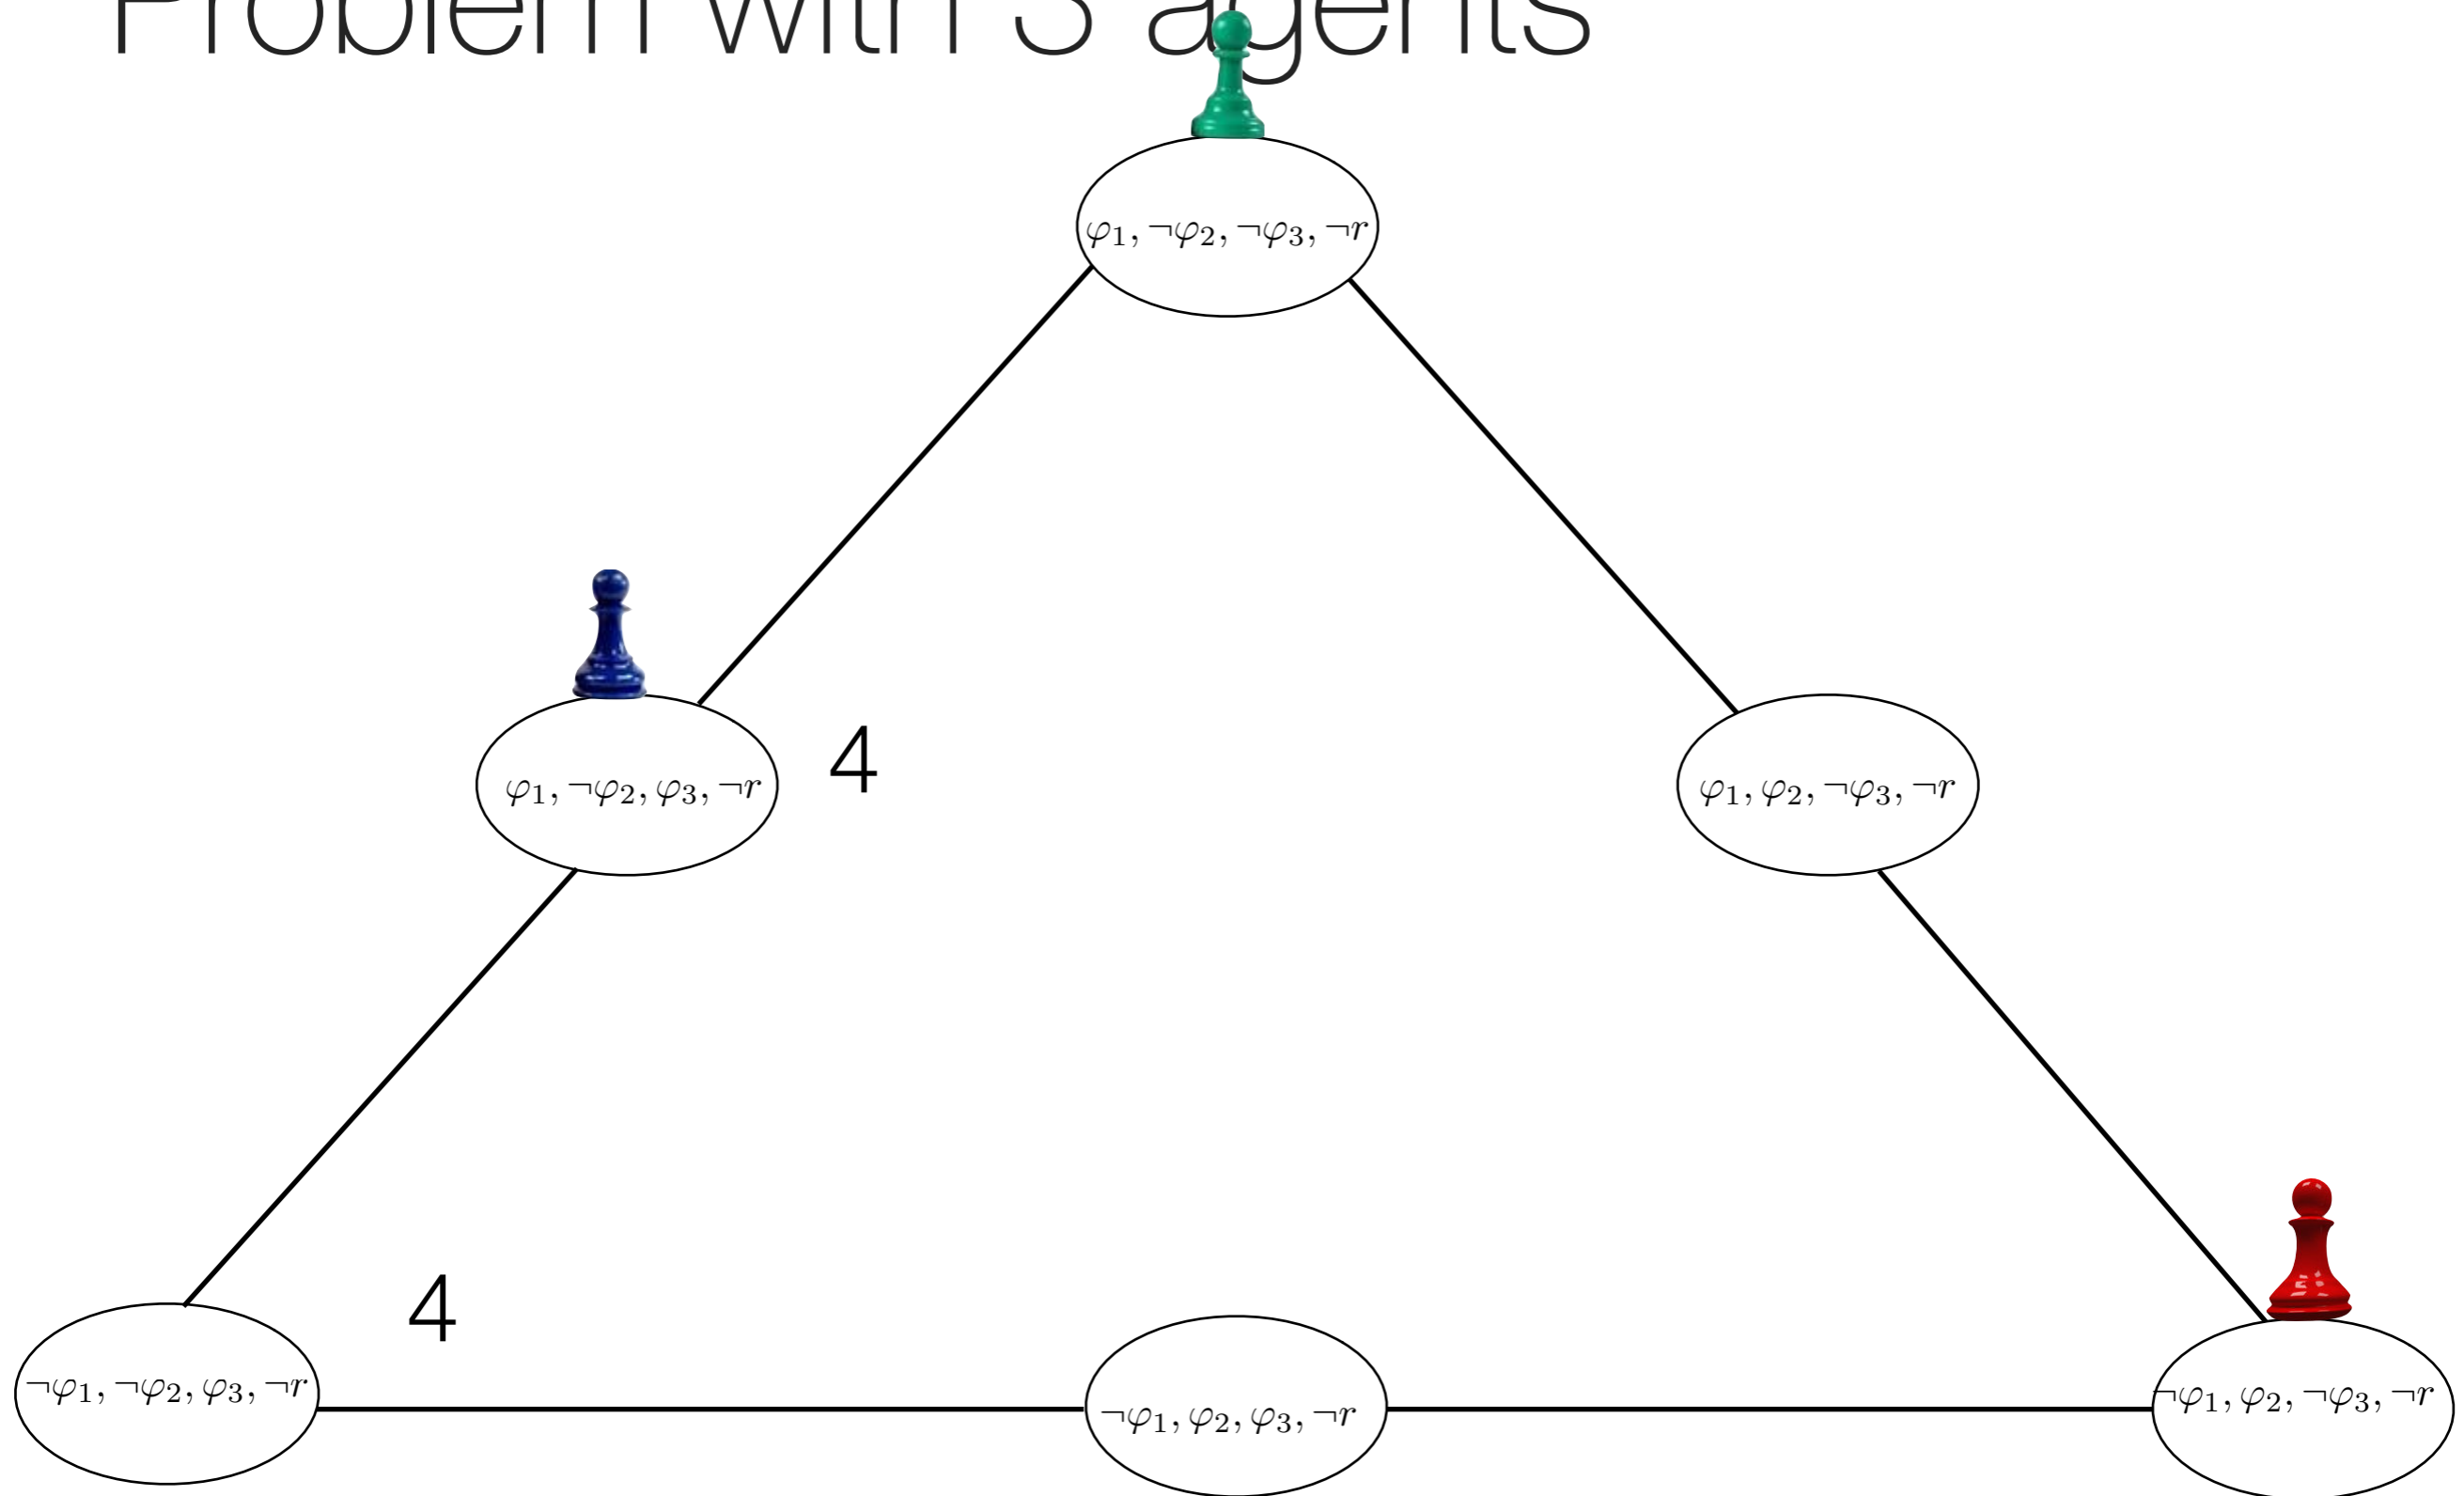 Problem with 3 agents
φ₁, ¬φ₂, ¬φ₃, ¬r
4
φ₁, ¬φ₂, φ₃, ¬r
φ₁, φ₂, ¬φ₃, ¬r
4
¬φ₁, ¬φ₂, φ₃, ¬r
¬φ₁, φ₂, φ₃, ¬r
¬φ₁, φ₂, ¬φ₃, ¬r